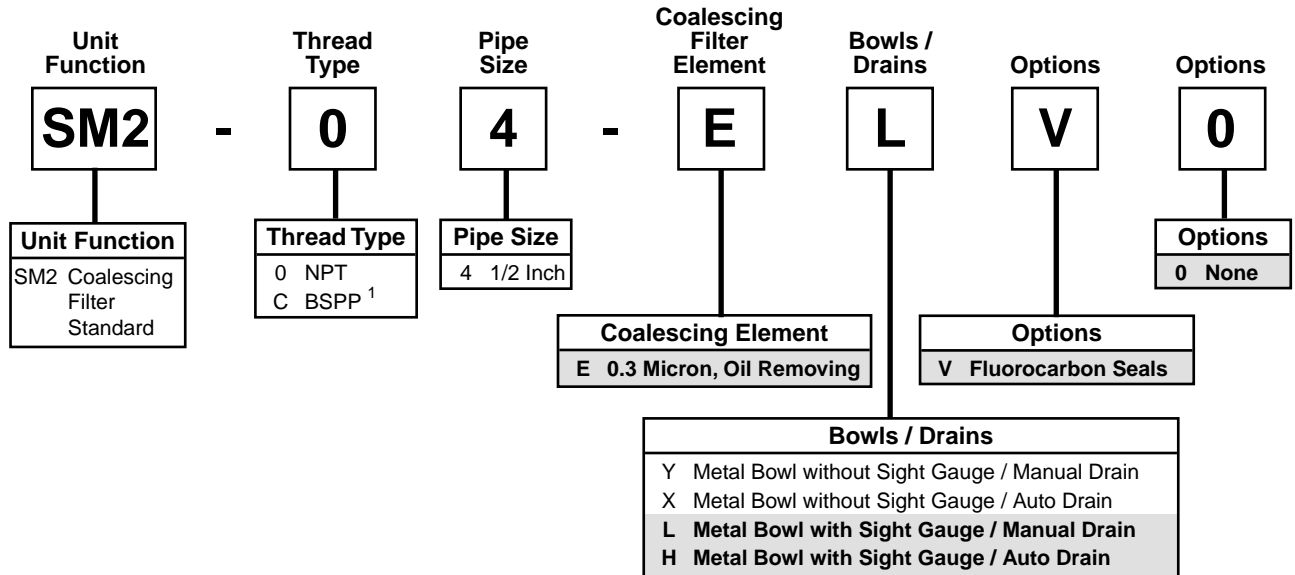 Unit
Function
Thread
Type
Pipe
Size
Coalescing
Filter
Element
Bowls /
Drains
Options
Options
SM2 - 0 4 - E L V 0
Unit Function
SM2 Coalescing
Filter
Standard
Thread Type
0 NPT
C BSPP 1
Pipe Size
4 1/2 Inch
Options
0 None
Coalescing Element
E 0.3 Micron, Oil Removing
Options
V Fluorocarbon Seals
Bowls / Drains
Y Metal Bowl without Sight Gauge / Manual Drain
X Metal Bowl without Sight Gauge / Auto Drain
L Metal Bowl with Sight Gauge / Manual Drain
H Metal Bowl with Sight Gauge / Auto Drain